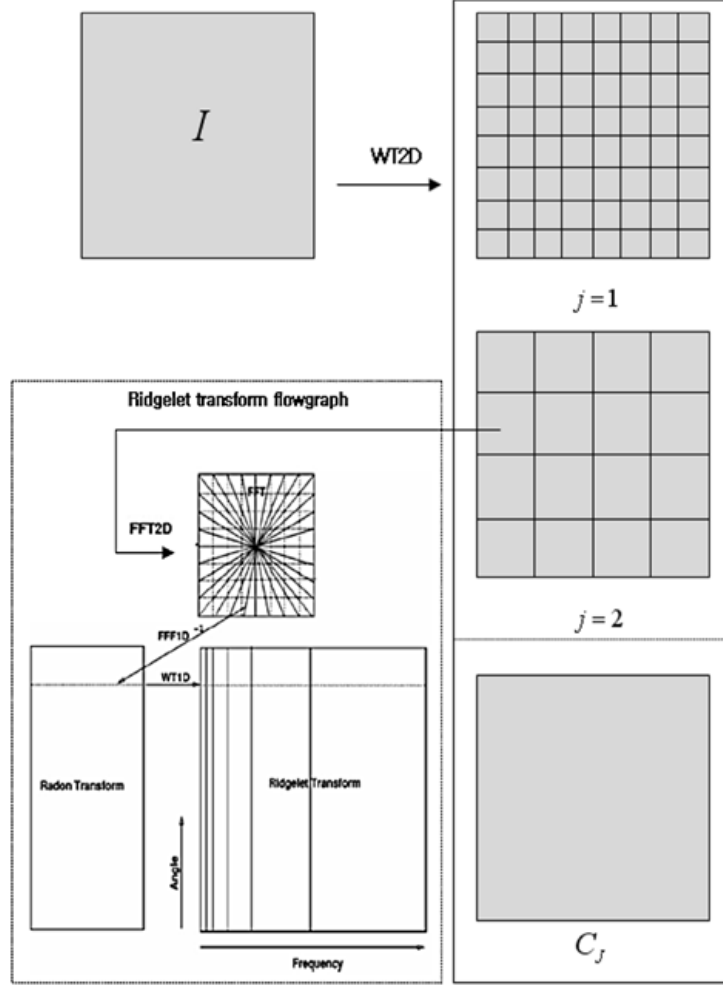 I
WT2D
j = 1
Ridgelet transform flowgraph
FFT
FFT2D
j = 2
FFF1D⁻¹
WT1D
Radon Transform
Ridgelet Transform
Angle
Frequency
C_J